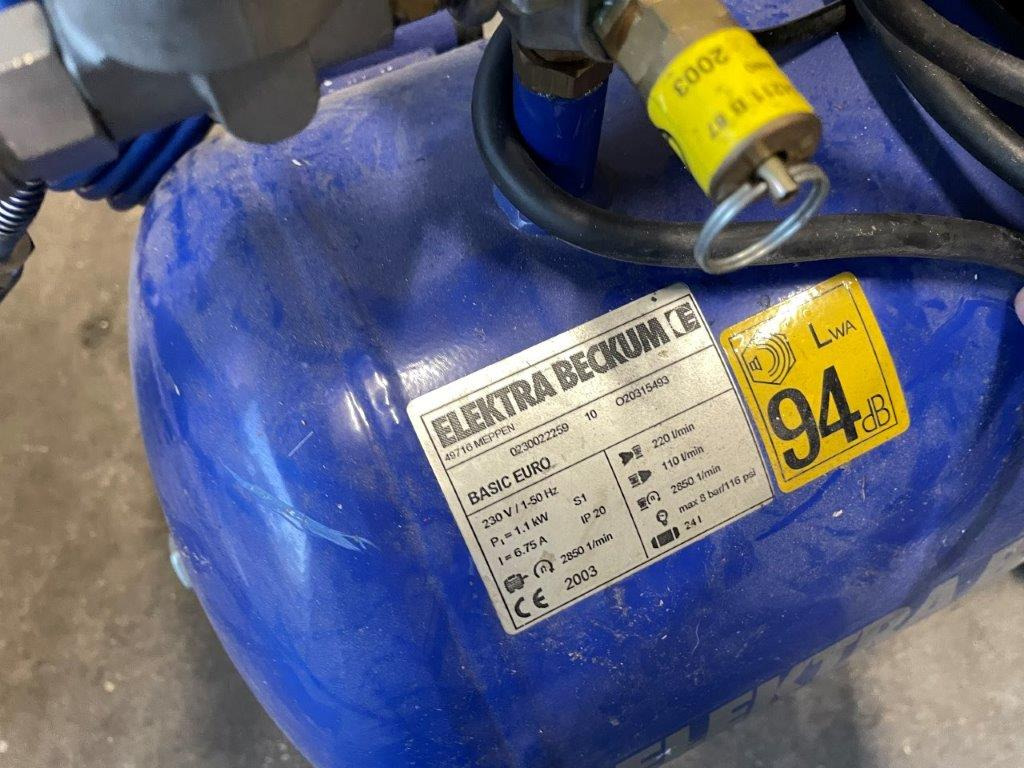 2003
ELEKTRA BECKUM
49716 MEPPEN
0230022259 10 O20315493
BASIC EURO
230 V / 1-50 Hz
P₁ = 1.1 kW S1
I = 6.75 A IP 20
2850 1/min
CE 2003
220 l/min
110 l/min
2850 1/min
max 8 bar/116 psi
24 l
LWA
94dB
ELEKTRA